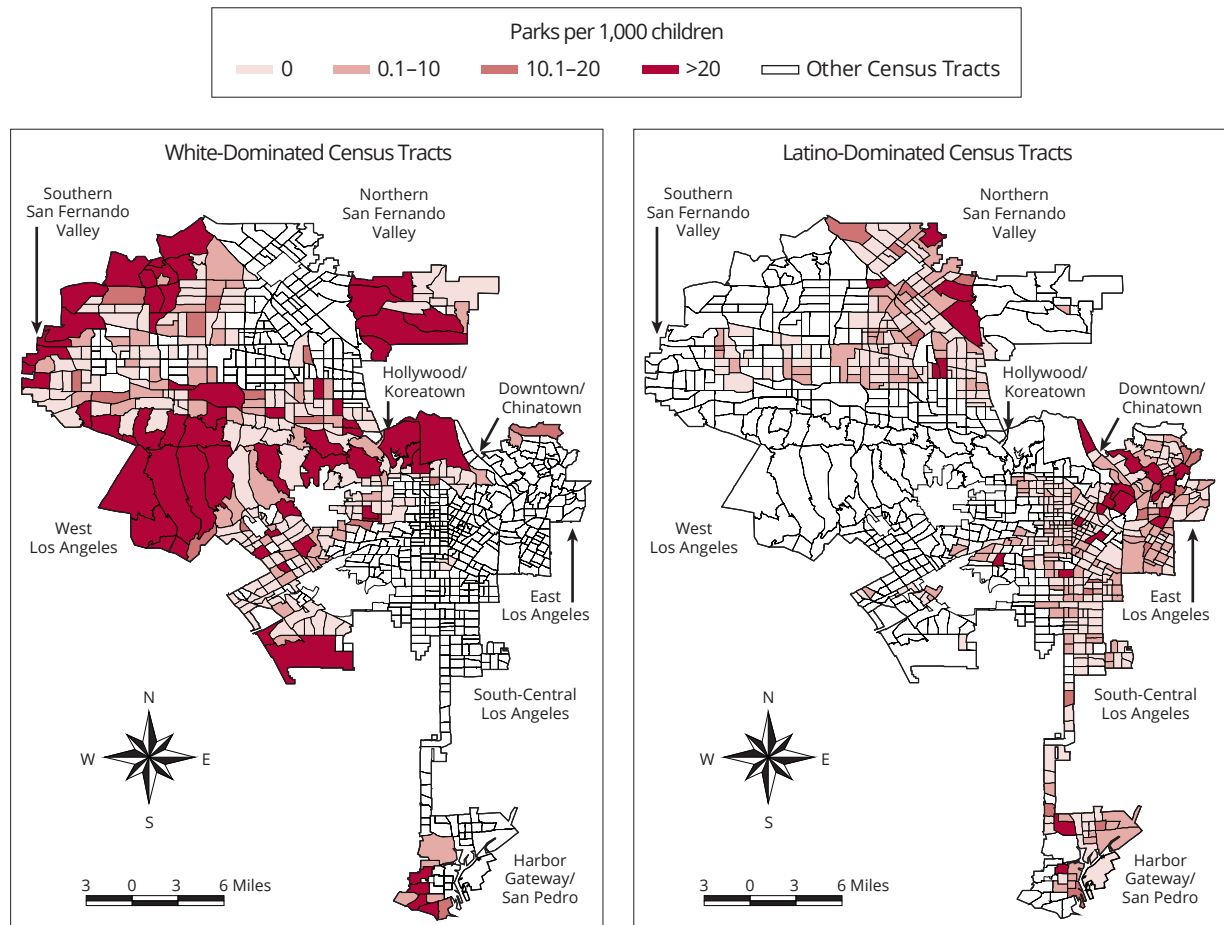 Parks per 1,000 children
0 0.1–10 10.1–20 >20 Other Census Tracts
White-Dominated Census Tracts
Southern
San Fernando
Valley
Northern
San Fernando
Valley
Hollywood/
Koreatown
Downtown/
Chinatown
West
Los Angeles
East
Los Angeles
South-Central
Los Angeles
N
W E
S
Harbor
Gateway/
San Pedro
3 0 3 6 Miles
Latino-Dominated Census Tracts
Southern
San Fernando
Valley
Northern
San Fernando
Valley
Hollywood/
Koreatown
Downtown/
Chinatown
West
Los Angeles
East
Los Angeles
South-Central
Los Angeles
N
W E
S
Harbor
Gateway/
San Pedro
3 0 3 6 Miles